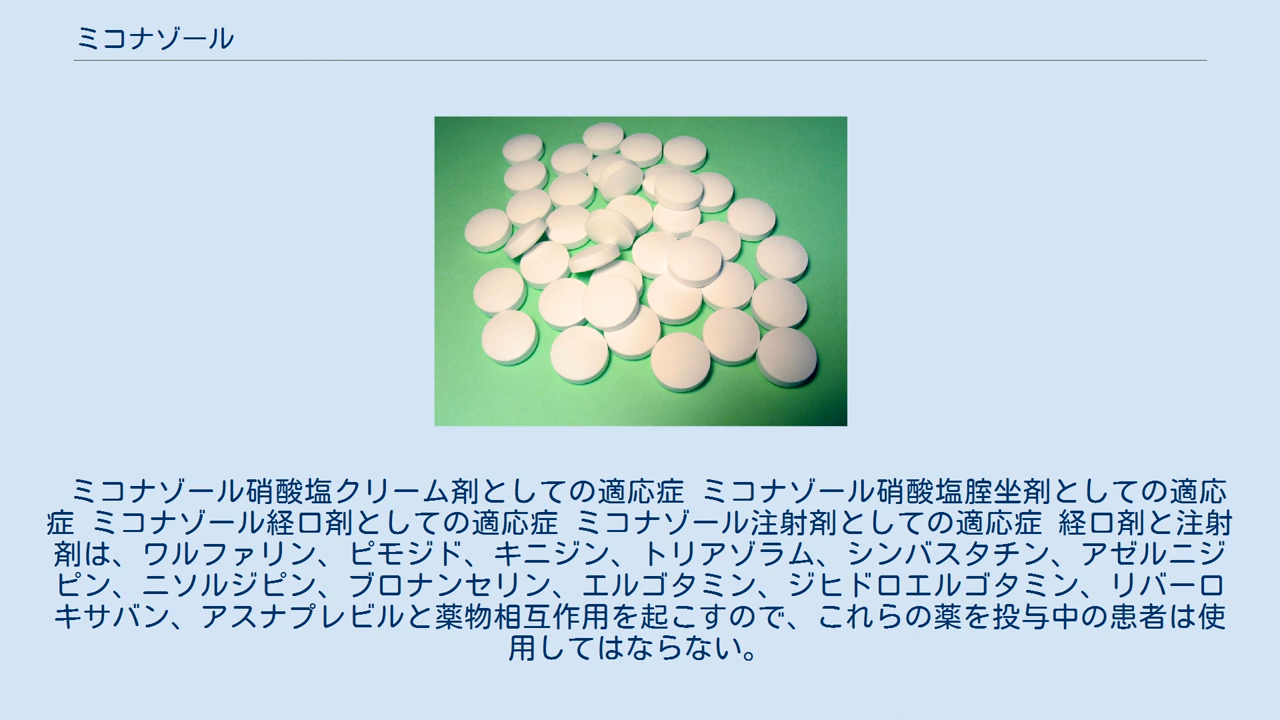 ミコナゾール
ミコナゾール硝酸塩クリーム剤としての適応症 ミコナゾール硝酸塩腟坐剤としての適応
症 ミコナゾール経口剤としての適応症 ミコナゾール注射剤としての適応症 経口剤と注射
剤は、ワルファリン、ピモジド、キニジン、トリアゾラム、シンバスタチン、アゼルニジ
ピン、ニソルジピン、ブロナンセリン、エルゴタミン、ジヒドロエルゴタミン、リバーロ
キサバン、アスナプレビルと薬物相互作用を起こすので、これらの薬を投与中の患者は使
用してはならない。